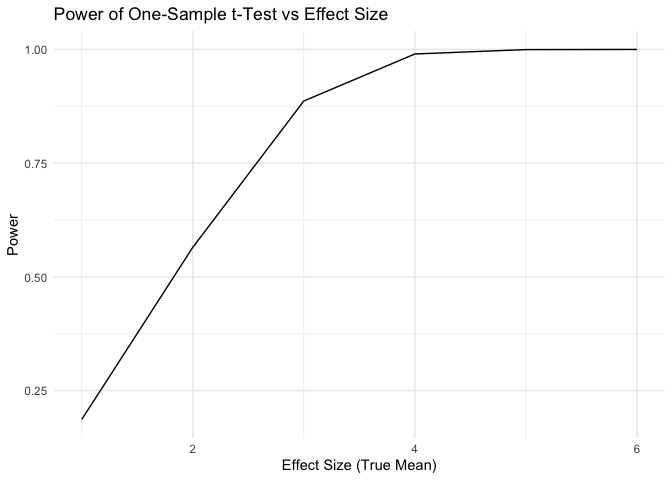 Power of One-Sample t-Test vs Effect Size
1.00
0.75
Power
0.50
0.25
2 4 6
Effect Size (True Mean)